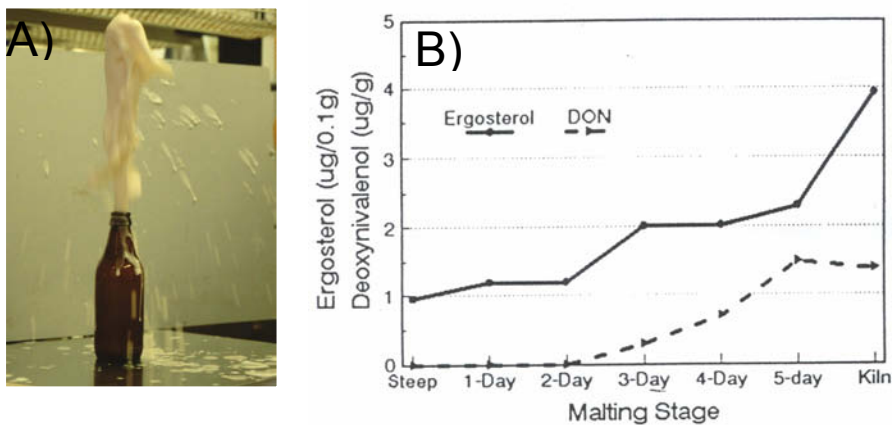 A)
B)
Ergosterol (ug/0.1g)
Deoxynivalenol (ug/g)
5
4
3
2
1
0
Ergosterol DON
Steep 1-Day 2-Day 3-Day 4-Day 5-day Kiln
Malting Stage